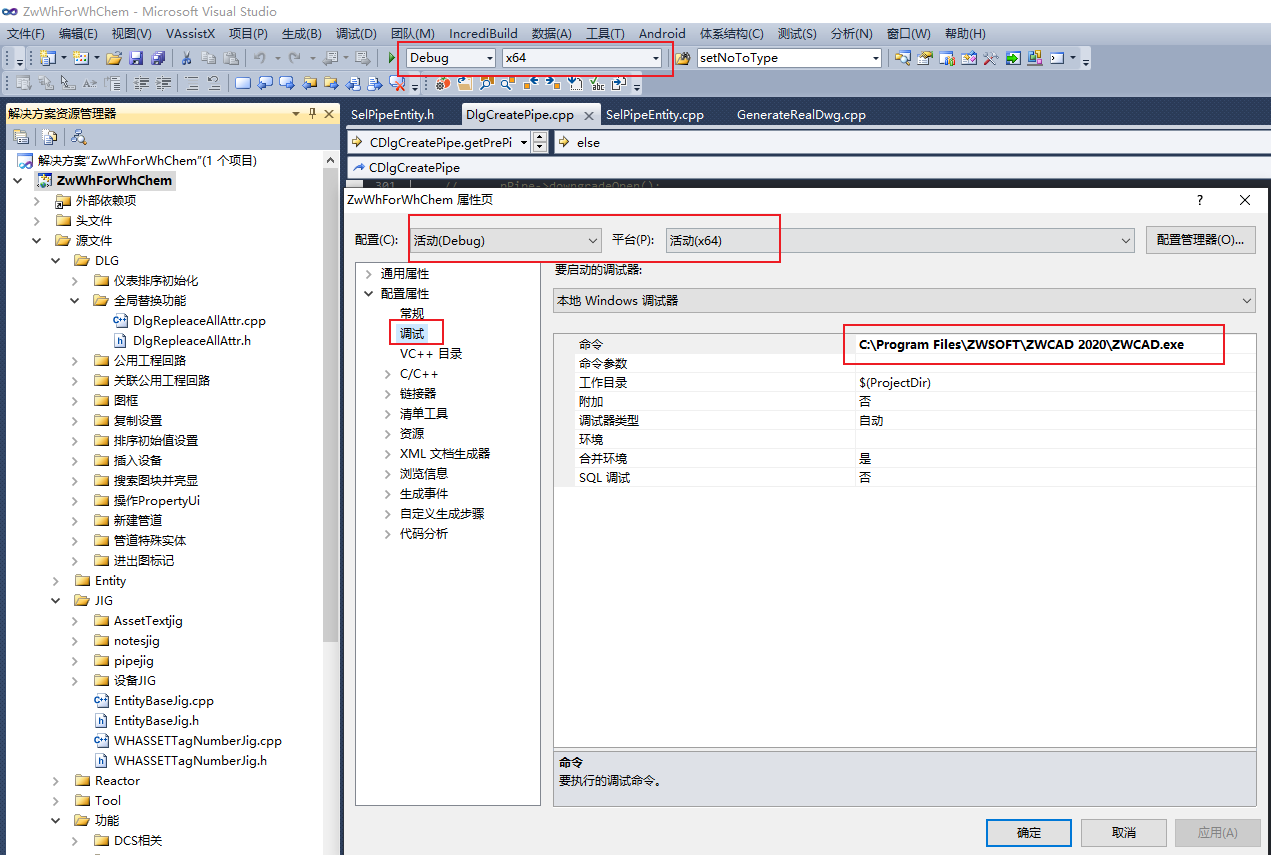 ZwWhForWhChem - Microsoft Visual Studio
文件(F) 编辑(E) 视图(V) VAssistX 项目(P) 生成(B) 调试(D) 团队(M) IncrediBuild 数据(A) 工具(T) Android 体系结构(C) 测试(S) 分析(N) 窗口(W) 帮助(H)
Debug x64 setNoToType
解决方案资源管理器
SelPipeEntity.h DlgCreatePipe.cpp SelPipeEntity.cpp GenerateRealDwg.cpp
CDlgCreatePipe.getPrePi else
CDlgCreatePipe
301 // pPipe->downgradeOpen();
解决方案"ZwWhForWhChem"(1 个项目)
ZwWhForWhChem
外部依赖项
头文件
源文件
DLG
仪表排序初始化
全局替换功能
DlgRepleaceAllAttr.cpp
DlgRepleaceAllAttr.h
公用工程回路
关联公用工程回路
图框
复制设置
排序初始值设置
插入设备
搜索图块并亮显
操作PropertyUi
新建管道
管道特殊实体
进出图标记
Entity
JIG
AssetTextjig
notesjig
pipejig
设备JIG
EntityBaseJig.cpp
EntityBaseJig.h
WHASSETTagNumberJig.cpp
WHASSETTagNumberJig.h
Reactor
Tool
功能
DCS相关
ZwWhForWhChem 属性页
配置(C): 活动(Debug) 平台(P): 活动(x64) 配置管理器(O)...
通用属性
配置属性
常规
调试
VC++ 目录
C/C++
链接器
清单工具
资源
XML 文档生成器
浏览信息
生成事件
自定义生成步骤
代码分析
要启动的调试器:
本地 Windows 调试器
命令 C:\Program Files\ZWSOFT\ZWCAD 2020\ZWCAD.exe
命令参数
工作目录 $(ProjectDir)
附加 否
调试器类型 自动
环境
合并环境 是
SQL 调试 否
命令
要执行的调试命令。
确定 取消 应用(A)